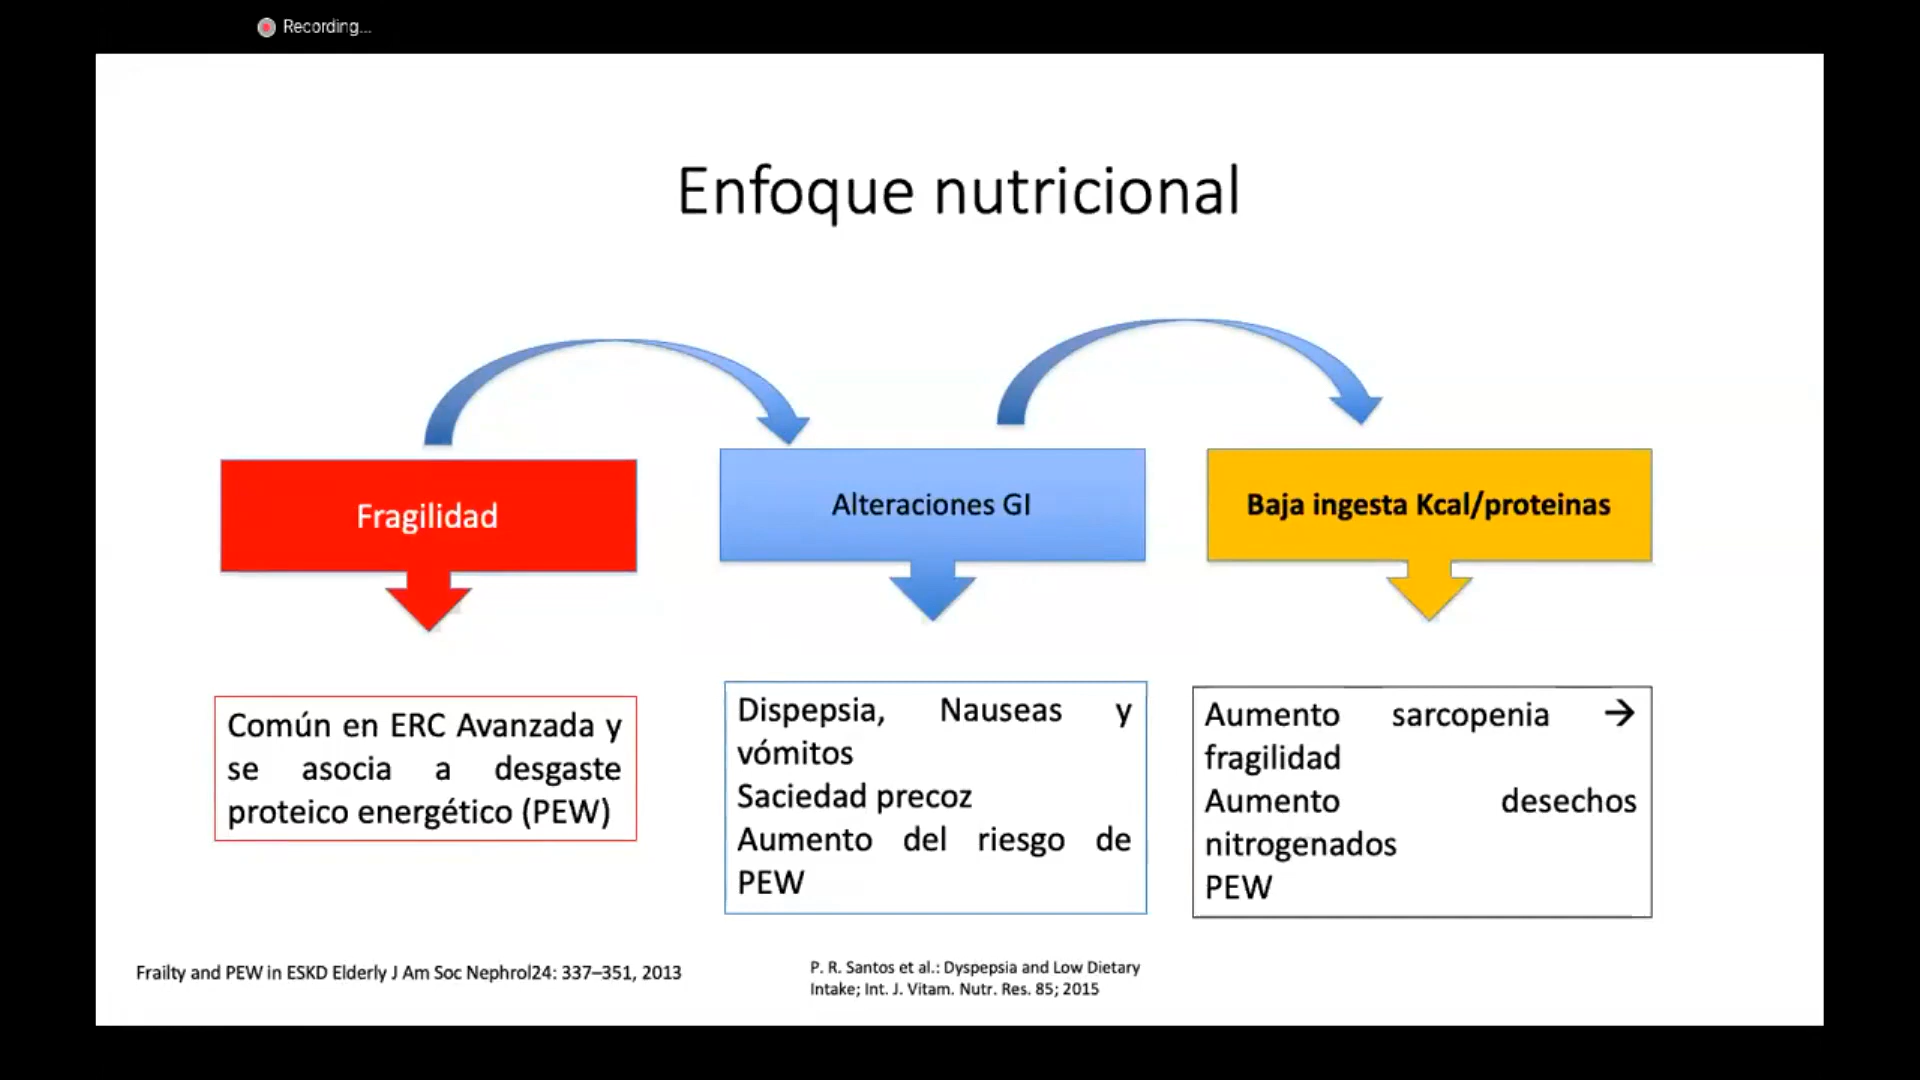 Recording...
Enfoque nutricional
Fragilidad
Alteraciones GI
Baja ingesta Kcal/proteinas
Común en ERC Avanzada y
se asocia a desgaste
proteico energético (PEW)
Dispepsia, Nauseas y
vómitos
Saciedad precoz
Aumento del riesgo de
PEW
Aumento sarcopenia →
fragilidad
Aumento desechos
nitrogenados
PEW
Frailty and PEW in ESKD Elderly J Am Soc Nephrol24: 337–351, 2013
P. R. Santos et al.: Dyspepsia and Low Dietary
Intake; Int. J. Vitam. Nutr. Res. 85; 2015